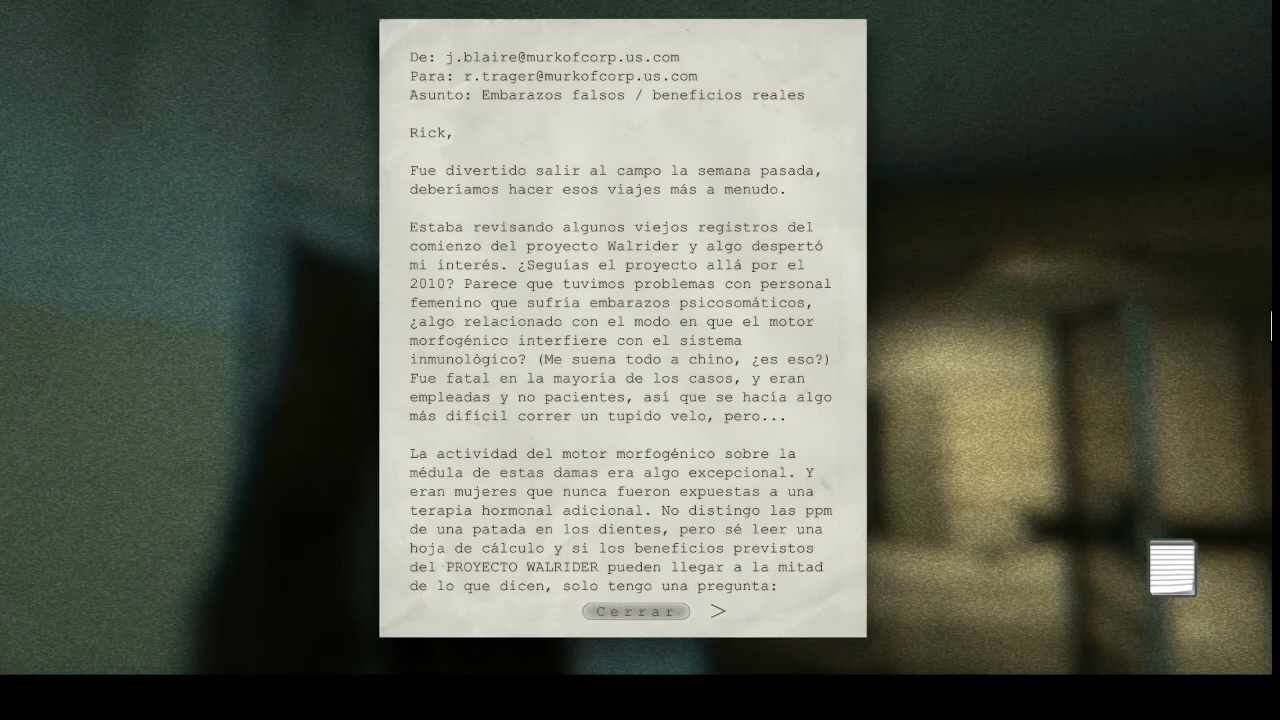 De: j.blaire@murkofcorp.us.com
Para: r.trager@murkofcorp.us.com
Asunto: Embarazos falsos / beneficios reales
Rick,
Fue divertido salir al campo la semana pasada,
deberíamos hacer esos viajes más a menudo.
Estaba revisando algunos viejos registros del
comienzo del proyecto Walrider y algo despertó
mi interés. ¿Seguías el proyecto allá por el
2010? Parece que tuvimos problemas con personal
femenino que sufría embarazos psicosomáticos,
¿algo relacionado con el modo en que el motor
morfogénico interfiere con el sistema
inmunológico? (Me suena todo a chino, ¿es eso?)
Fue fatal en la mayoría de los casos, y eran
empleadas y no pacientes, así que se hacía algo
más difícil correr un tupido velo, pero...
La actividad del motor morfogénico sobre la
médula de estas damas era algo excepcional. Y
eran mujeres que nunca fueron expuestas a una
terapia hormonal adicional. No distingo las ppm
de una patada en los dientes, pero sé leer una
hoja de cálculo y si los beneficios previstos
del PROYECTO WALRIDER pueden llegar a la mitad
de lo que dicen, solo tengo una pregunta:
Cerrar >